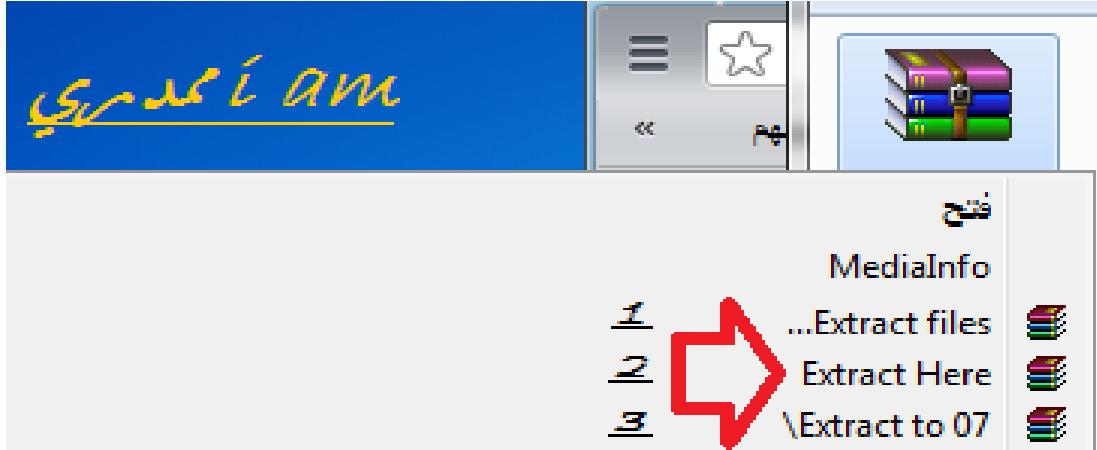 i am
«
فتح
MediaInfo
1 ...Extract files
2 Extract Here
3 \Extract to 07